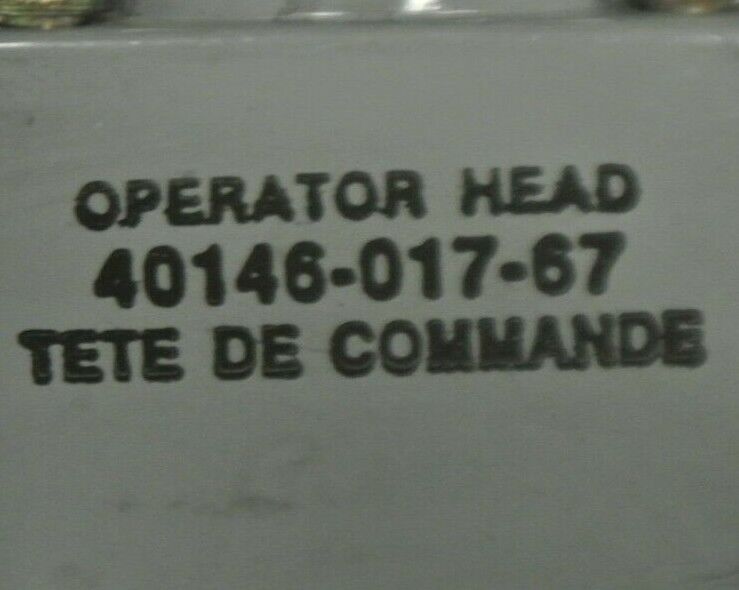 OPERATOR HEAD
40146-017-67
TETE DE COMMANDE